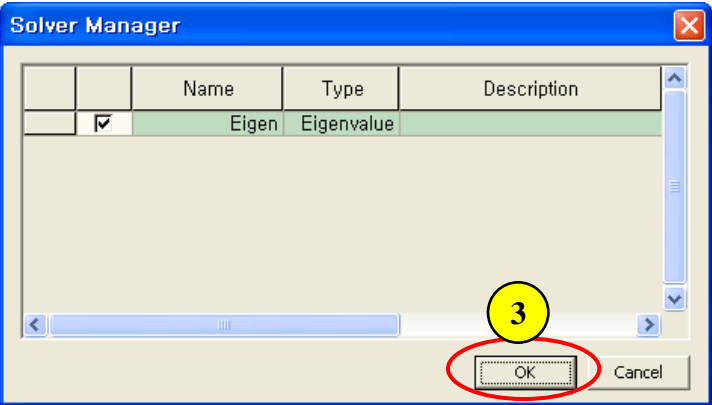 Solver Manager
Name Type Description
Eigen Eigenvalue
3
OK Cancel